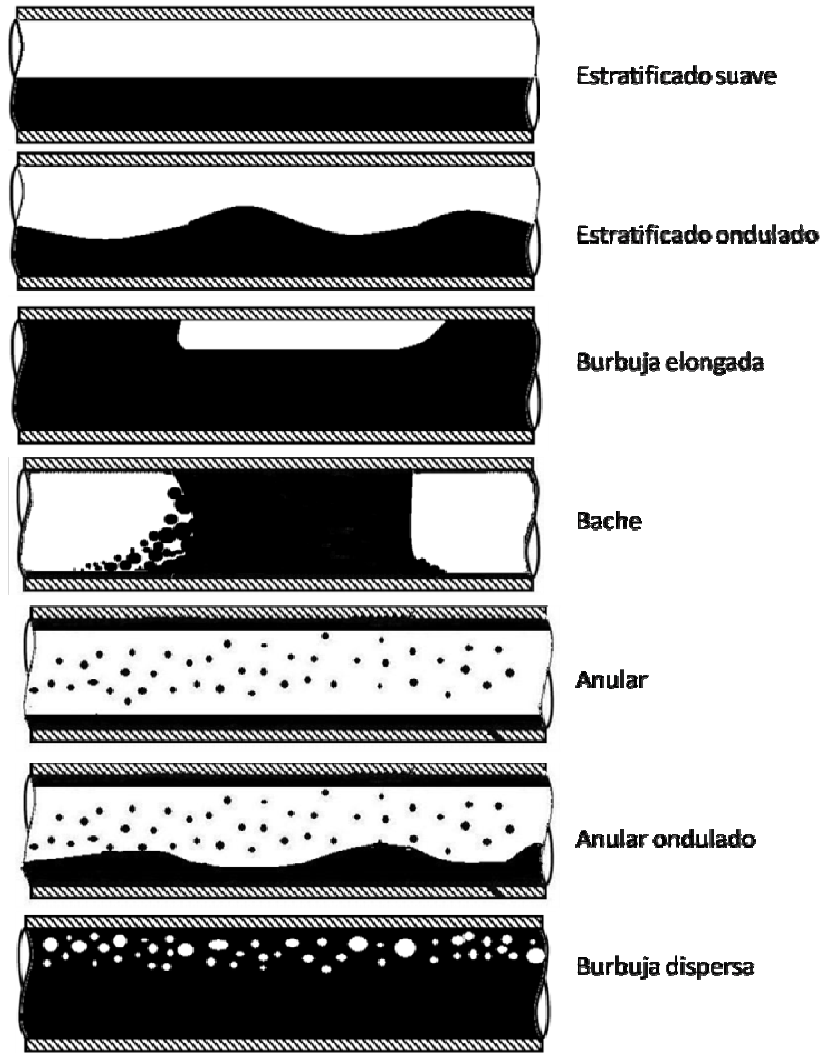 Estratificado suave
Estratificado ondulado
Burbuja elongada
Bache
Anular
Anular ondulado
Burbuja dispersa